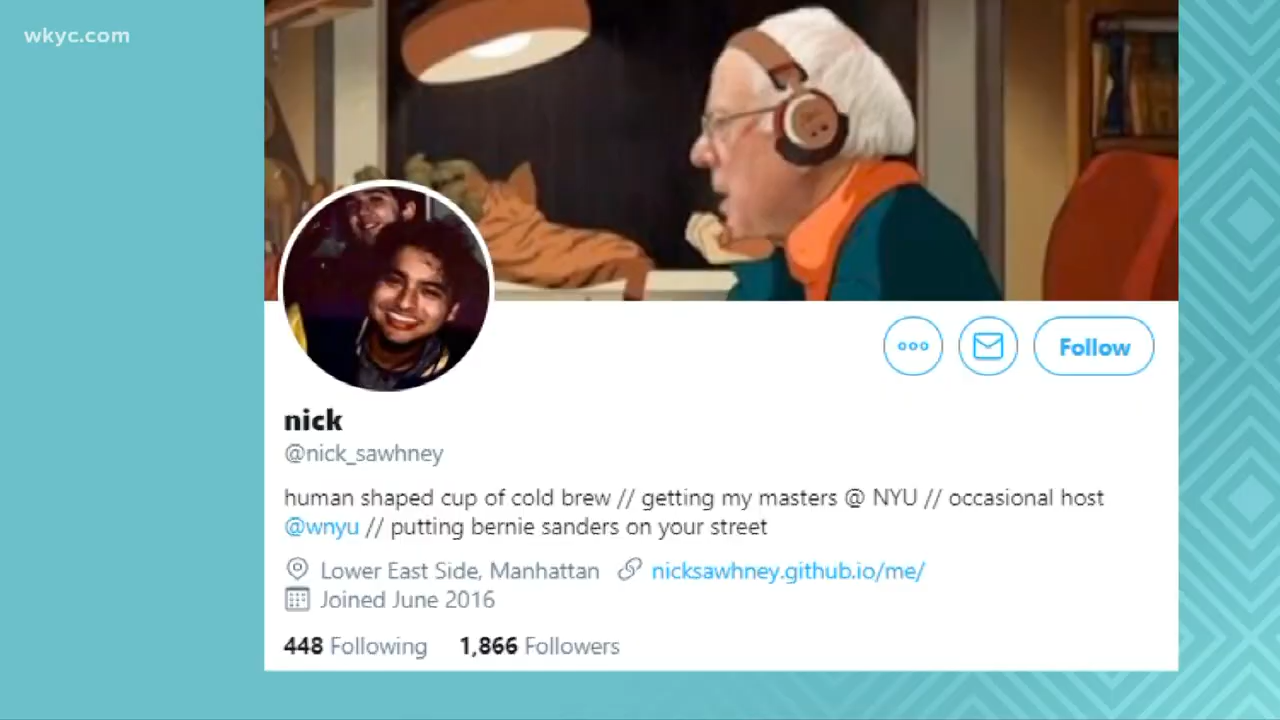 wkyc.com
Follow
nick
@nick_sawhney
human shaped cup of cold brew // getting my masters @ NYU // occasional host
@wnyu // putting bernie sanders on your street
Lower East Side, Manhattan nicksawhney.github.io/me/
Joined June 2016
448 Following 1,866 Followers